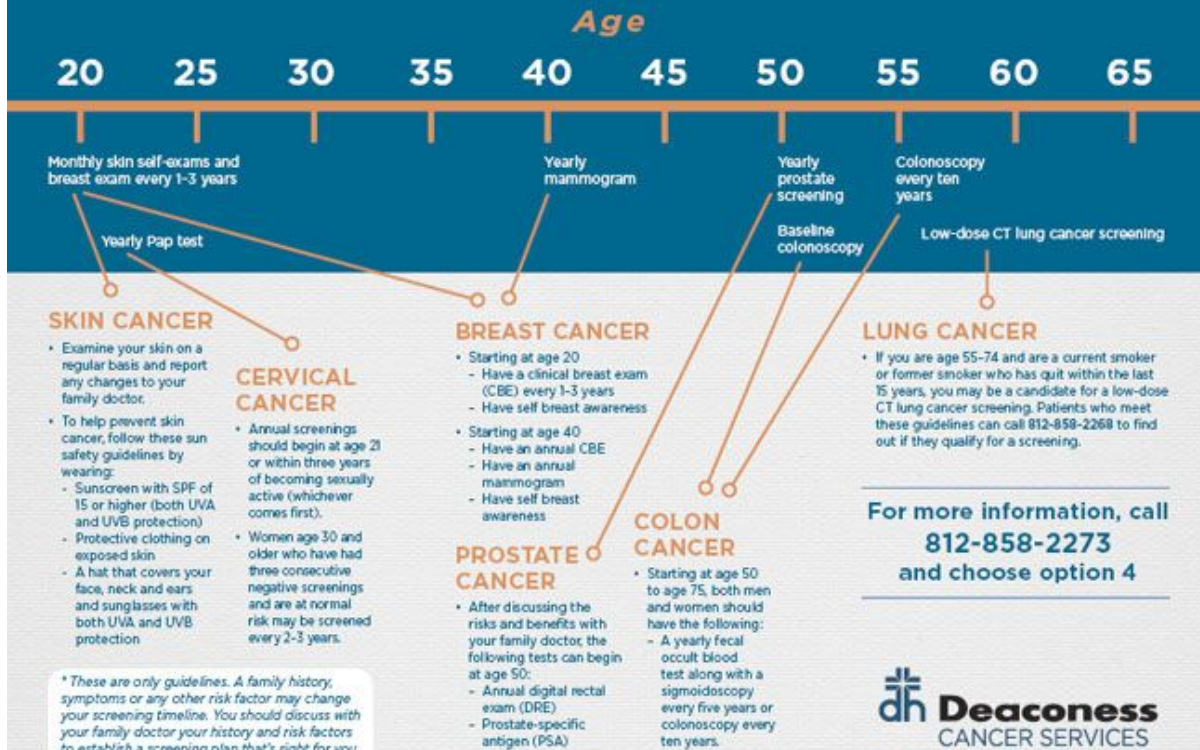 Age
20 25 30 35 40 45 50 55 60 65
Monthly skin self-exams and
breast exam every 1-3 years
Yearly Pap test
Yearly
mammogram
Yearly
prostate
screening
Baseline
colonoscopy
Colonoscopy
every ten
years
Low-dose CT lung cancer screening
SKIN CANCER
• Examine your skin on a
regular basis and report
any changes to your
family doctor.
• To help prevent skin
cancer, follow these sun
safety guidelines by
wearing:
- Sunscreen with SPF of
15 or higher (both UVA
and UVB protection)
- Protective clothing on
exposed skin
- A hat that covers your
face, neck and ears
and sunglasses with
both UVA and UVB
protection
CERVICAL
CANCER
• Annual screenings
should begin at age 21
or within three years
of becoming sexually
active (whichever
comes first).
• Women age 30 and
older who have had
three consecutive
negative screenings
and are at normal
risk may be screened
every 2-3 years.
BREAST CANCER
• Starting at age 20
- Have a clinical breast exam
(CBE) every 1-3 years
- Have self breast awareness
• Starting at age 40
- Have an annual CBE
- Have an annual
mammogram
- Have self breast
awareness
PROSTATE
CANCER
• After discussing the
risks and benefits with
your family doctor, the
following tests can begin
at age 50:
- Annual digital rectal
exam (DRE)
- Prostate-specific
antigen (PSA)
COLON
CANCER
• Starting at age 50
to age 75, both men
and women should
have the following:
- A yearly fecal
occult blood
test along with a
sigmoidoscopy
every five years or
colonoscopy every
ten years.
LUNG CANCER
• If you are age 55-74 and are a current smoker
or former smoker who has quit within the last
15 years, you may be a candidate for a low-dose
CT lung cancer screening. Patients who meet
these guidelines can call 812-858-2268 to find
out if they qualify for a screening.
For more information, call
812-858-2273
and choose option 4
* These are only guidelines. A family history,
symptoms or any other risk factor may change
your screening timeline. You should discuss with
your family doctor your history and risk factors
to establish a screening plan that's right for you
dh Deaconess
CANCER SERVICES